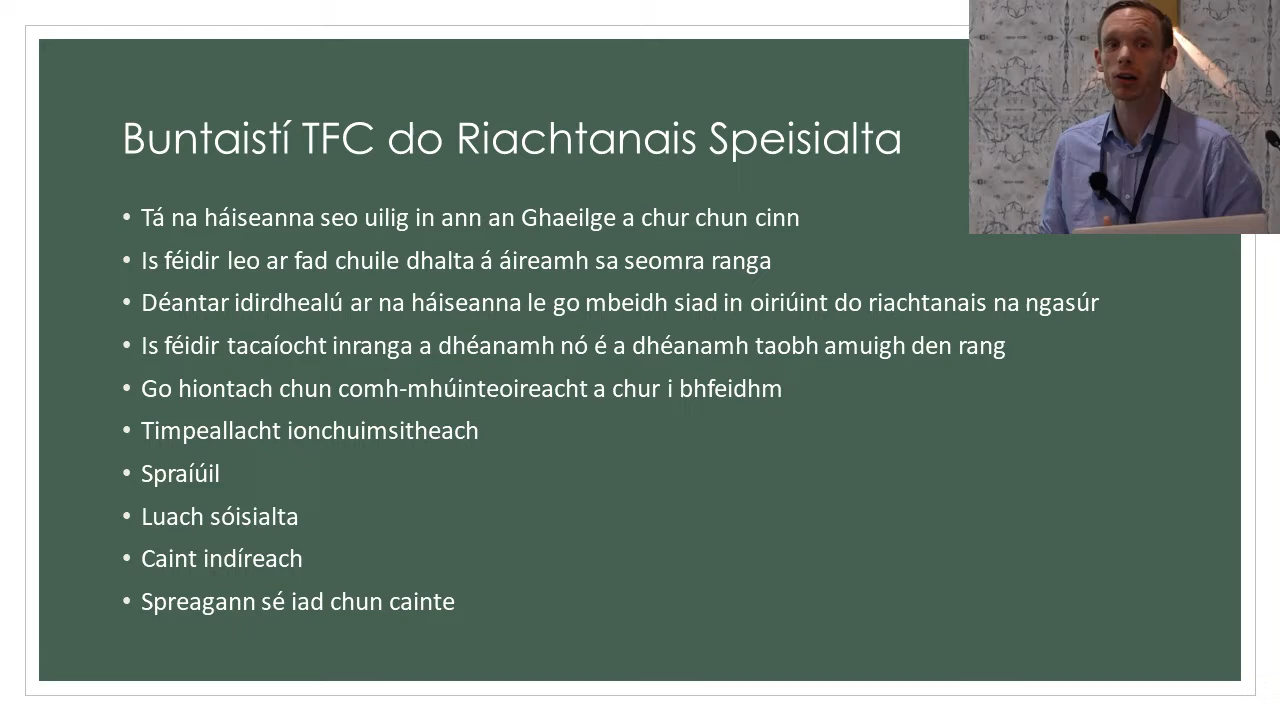 Buntaistí TFC do Riachtanais Speisialta
• Tá na háiseanna seo uilig in ann an Ghaeilge a chur chun cinn
• Is féidir leo ar fad chuile dhalta á áireamh sa seomra ranga
• Déantar idirdhealú ar na háiseanna le go mbeidh siad in oiriúint do riachtanais na ngasúr
• Is féidir tacaíocht inranga a dhéanamh nó é a dhéanamh taobh amuigh den rang
• Go hiontach chun comh-mhúinteoireacht a chur i bhfeidhm
• Timpeallacht ionchuimsitheach
• Spraíúil
• Luach sóisialta
• Caint indíreach
• Spreagann sé iad chun cainte